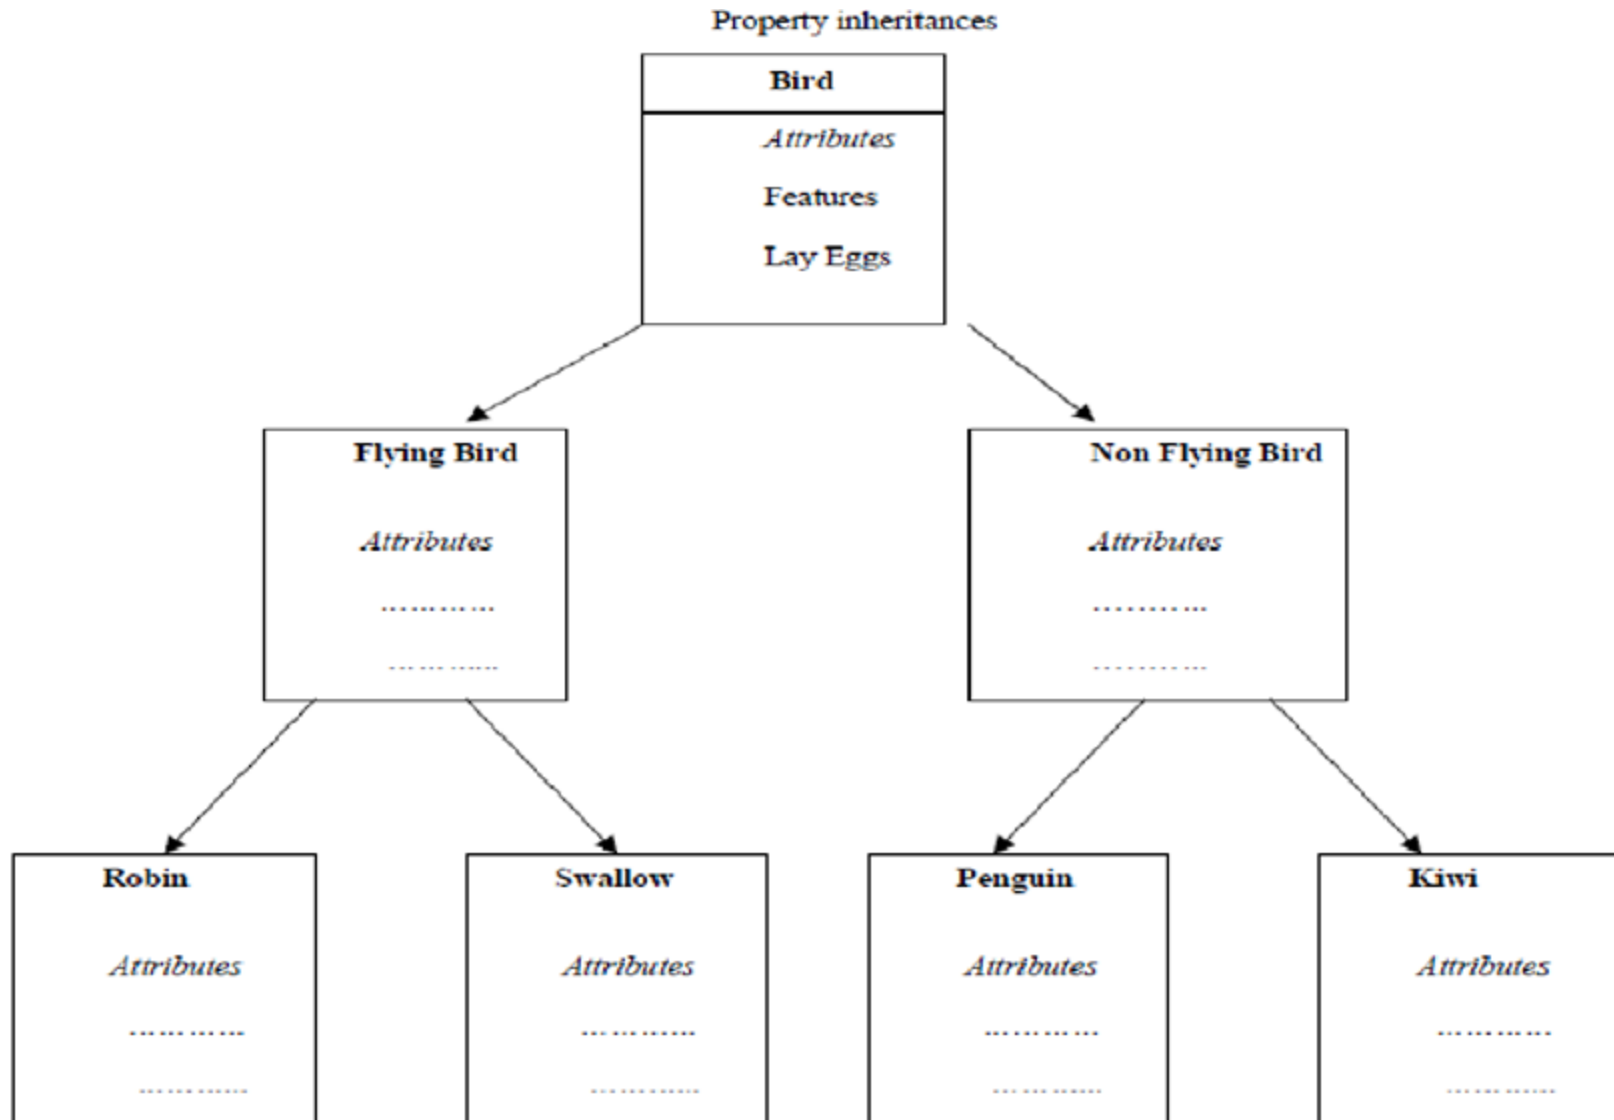 Property inheritances
Bird
Attributes
Features
Lay Eggs
Flying Bird
Attributes
…………
………...
Non Flying Bird
Attributes
…………
…………
Robin
Attributes
…………
………...
Swallow
Attributes
…………
………...
Penguin
Attributes
…………
………...
Kiwi
Attributes
…………
………...